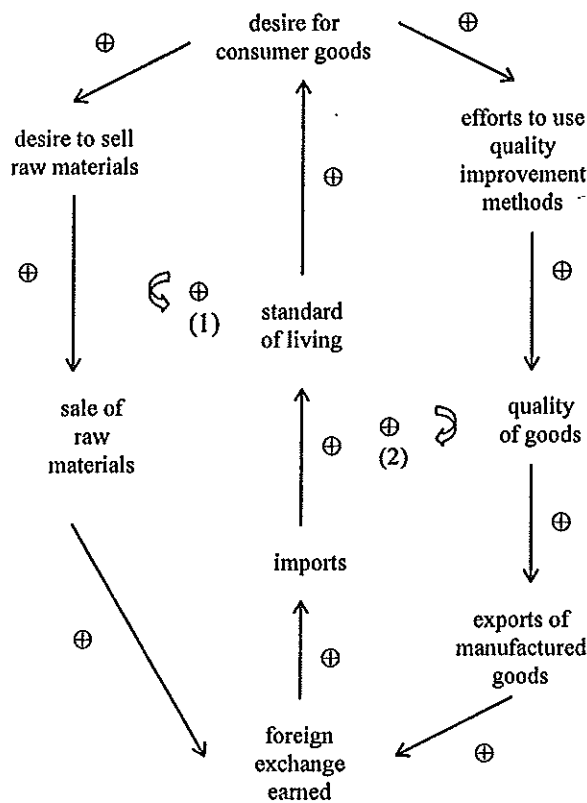 desire for
consumer goods
⊕
⊕
desire to sell
raw materials
efforts to use
quality
improvement
methods
⊕
⊕
⊕
⊕
(1)
standard
of living
sale of
raw
materials
⊕
⊕
(2)
quality
of goods
⊕
imports
⊕
⊕
exports of
manufactured
goods
foreign
exchange
earned
⊕